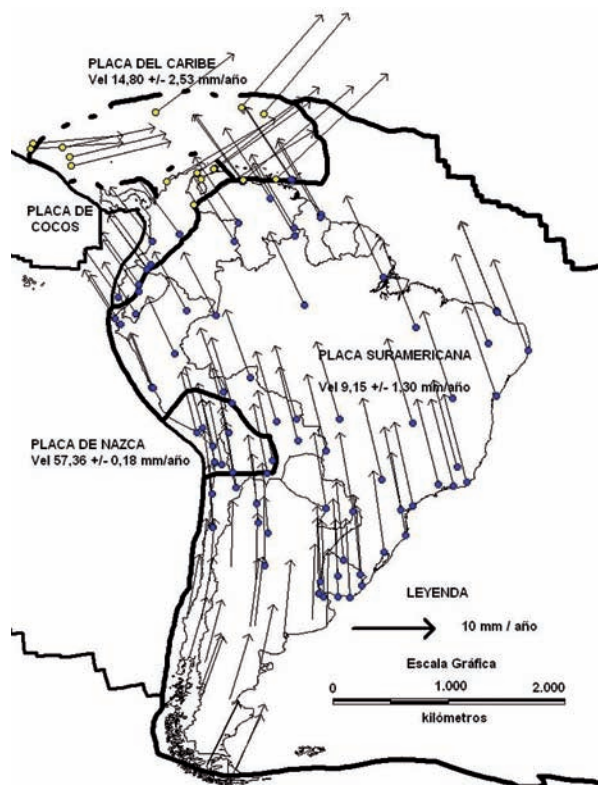 PLACA DEL CARIBE
Vel 14,80 +/- 2,53 mm/año
PLACA DE
COCOS
PLACA SURAMERICANA
Vel 9,15 +/- 1,30 mm/año
PLACA DE NAZCA
Vel 57,36 +/- 0,18 mm/año
LEYENDA
10 mm / año
Escala Gráfica
0 1.000 2.000
kilómetros